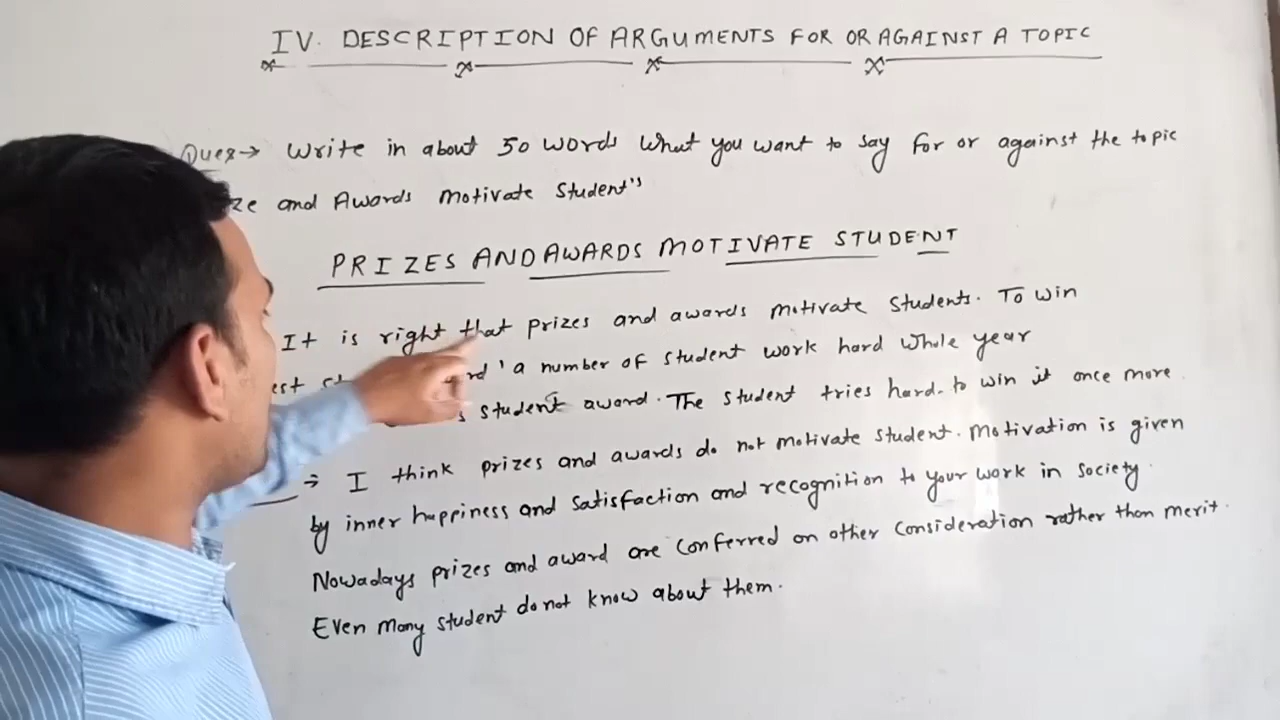 IV. DESCRIPTION OF ARGUMENTS FOR OR AGAINST A TOPIC
Ques→ Write in about 50 words what you want to say for or against the topic
and Awards motivate student's
PRIZES AND AWARDS MOTIVATE STUDENT
It is right that prizes and awards motivate students. To win
a number of student work hard whole year
student award. The student tries hard to win it once more
⇒ I think prizes and awards do not motivate student. Motivation is given
by inner happiness and satisfaction and recognition to your work in society.
Nowadays prizes and award are conferred on other consideration rather than merit.
Even many student do not know about them.